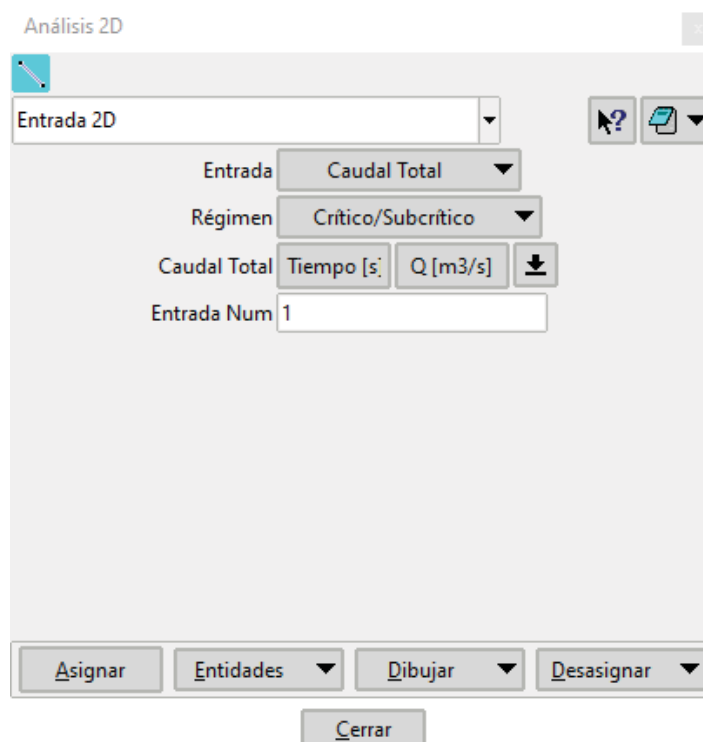 Análisis 2D
Entrada 2D
Entrada Caudal Total
Régimen Crítico/Subcrítico
Caudal Total Tiempo [s] Q [m3/s]
Entrada Num 1
Asignar Entidades Dibujar Desasignar
Cerrar